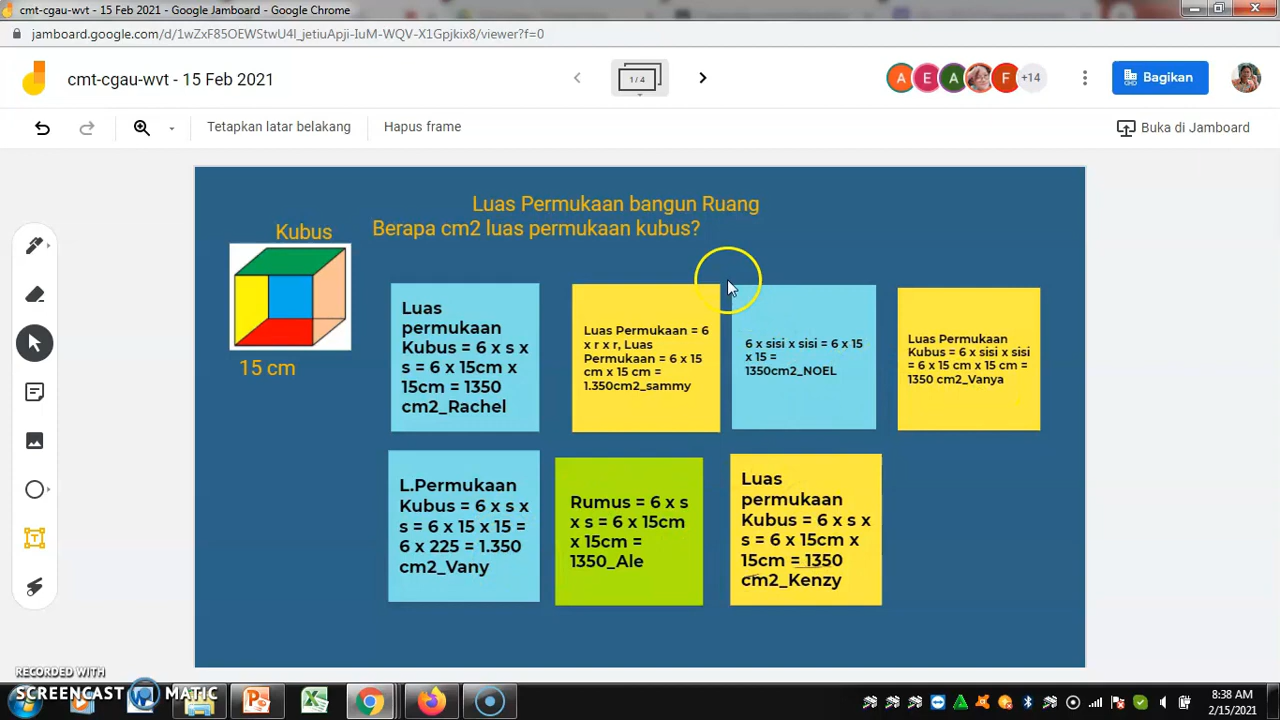 cmt-cgau-wvt - 15 Feb 2021 - Google Jamboard - Google Chrome
jamboard.google.com/d/1wZxF85OEWStwU4l_jetiuApji-IuM-WQV-X1Gpjkix8/viewer?f=0
cmt-cgau-wvt - 15 Feb 2021
1 / 4
A
E
A
F
+14
Bagikan
Tetapkan latar belakang
Hapus frame
Buka di Jamboard
Luas Permukaan bangun Ruang
Kubus
Berapa cm2 luas permukaan kubus?
15 cm
Luas
permukaan
Kubus = 6 x s x
s = 6 x 15cm x
15cm = 1350
cm2_Rachel
Luas Permukaan = 6
x r x r, Luas
Permukaan = 6 x 15
cm x 15 cm =
1.350cm2_sammy
6 x sisi x sisi = 6 x 15
x 15 =
1350cm2_NOEL
Luas Permukaan
Kubus = 6 x sisi x sisi
= 6 x 15 cm x 15 cm =
1350 cm2_Vanya
L.Permukaan
Kubus = 6 x s x
s = 6 x 15 x 15 =
6 x 225 = 1.350
cm2_Vany
Rumus = 6 x s
x s = 6 x 15cm
x 15cm =
1350_Ale
Luas
permukaan
Kubus = 6 x s x
s = 6 x 15cm x
15cm = 1350
cm2_Kenzy
RECORDED WITH
SCREENCAST MATIC
8:38 AM
2/15/2021